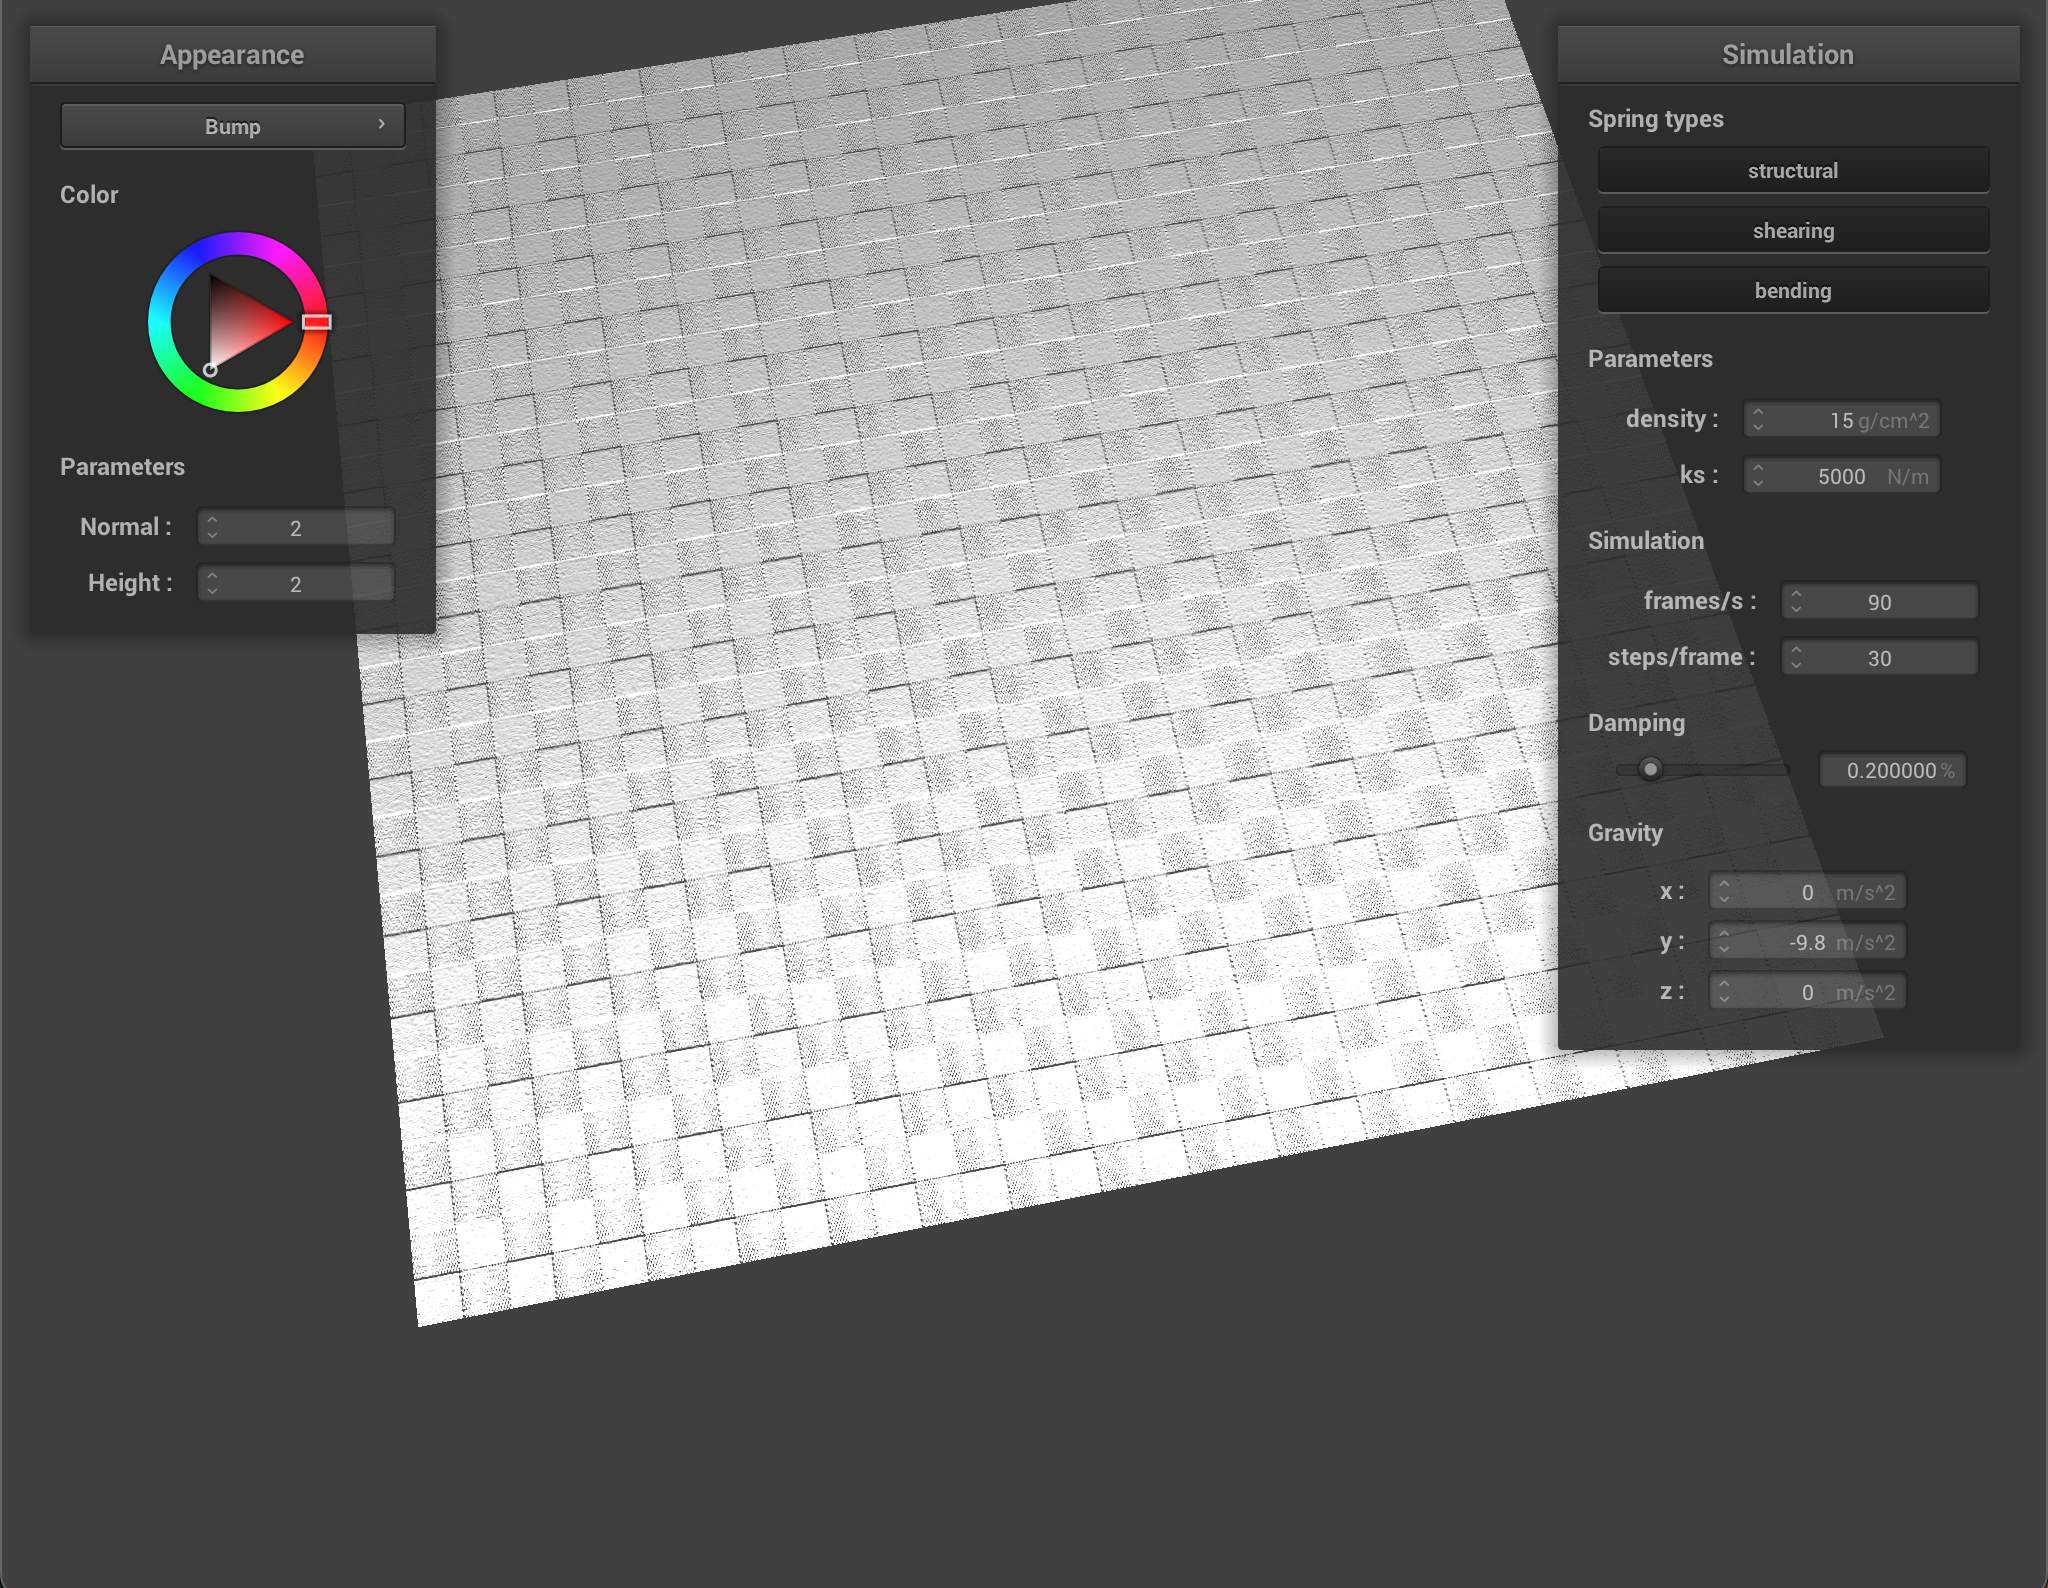 Appearance
Bump ›
Color
Parameters
Normal : 2
Height : 2
Simulation
Spring types
structural
shearing
bending
Parameters
density : 15 g/cm^2
ks : 5000 N/m
Simulation
frames/s : 90
steps/frame : 30
Damping
0.200000 %
Gravity
x : 0 m/s^2
y : -9.8 m/s^2
z : 0 m/s^2